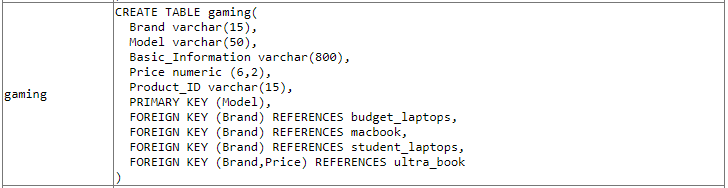 CREATE TABLE gaming(
Brand varchar(15),
Model varchar(50),
Basic_Information varchar(800),
Price numeric (6,2),
Product_ID varchar(15),
gaming
PRIMARY KEY (Model),
FOREIGN KEY (Brand) REFERENCES budget_laptops,
FOREIGN KEY (Brand) REFERENCES macbook,
FOREIGN KEY (Brand) REFERENCES student_laptops,
FOREIGN KEY (Brand,Price) REFERENCES ultra_book
)